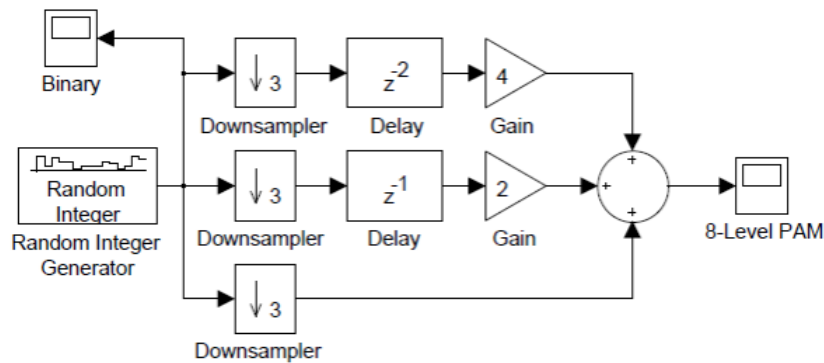 Binary
↓ 3
Downsampler
z-2
Delay
4
Gain
Random
Integer
Random Integer
Generator
↓ 3
Downsampler
z-1
Delay
2
Gain
+
+
+
8-Level PAM
↓ 3
Downsampler